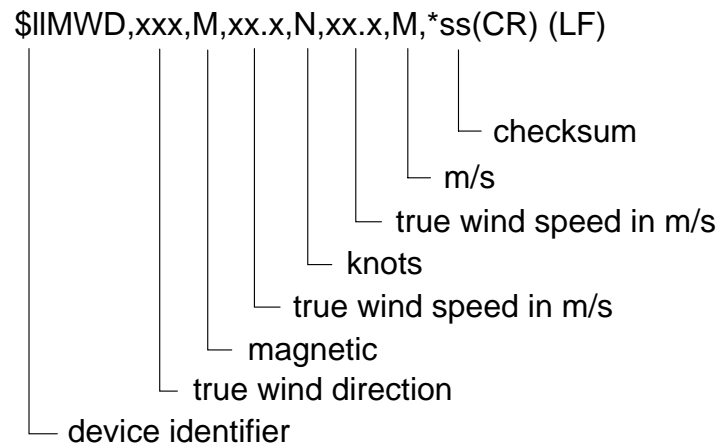 $IIMWD,xxx,M,xx.x,N,xx.x,M,*ss(CR) (LF)
checksum
m/s
true wind speed in m/s
knots
true wind speed in m/s
magnetic
true wind direction
device identifier